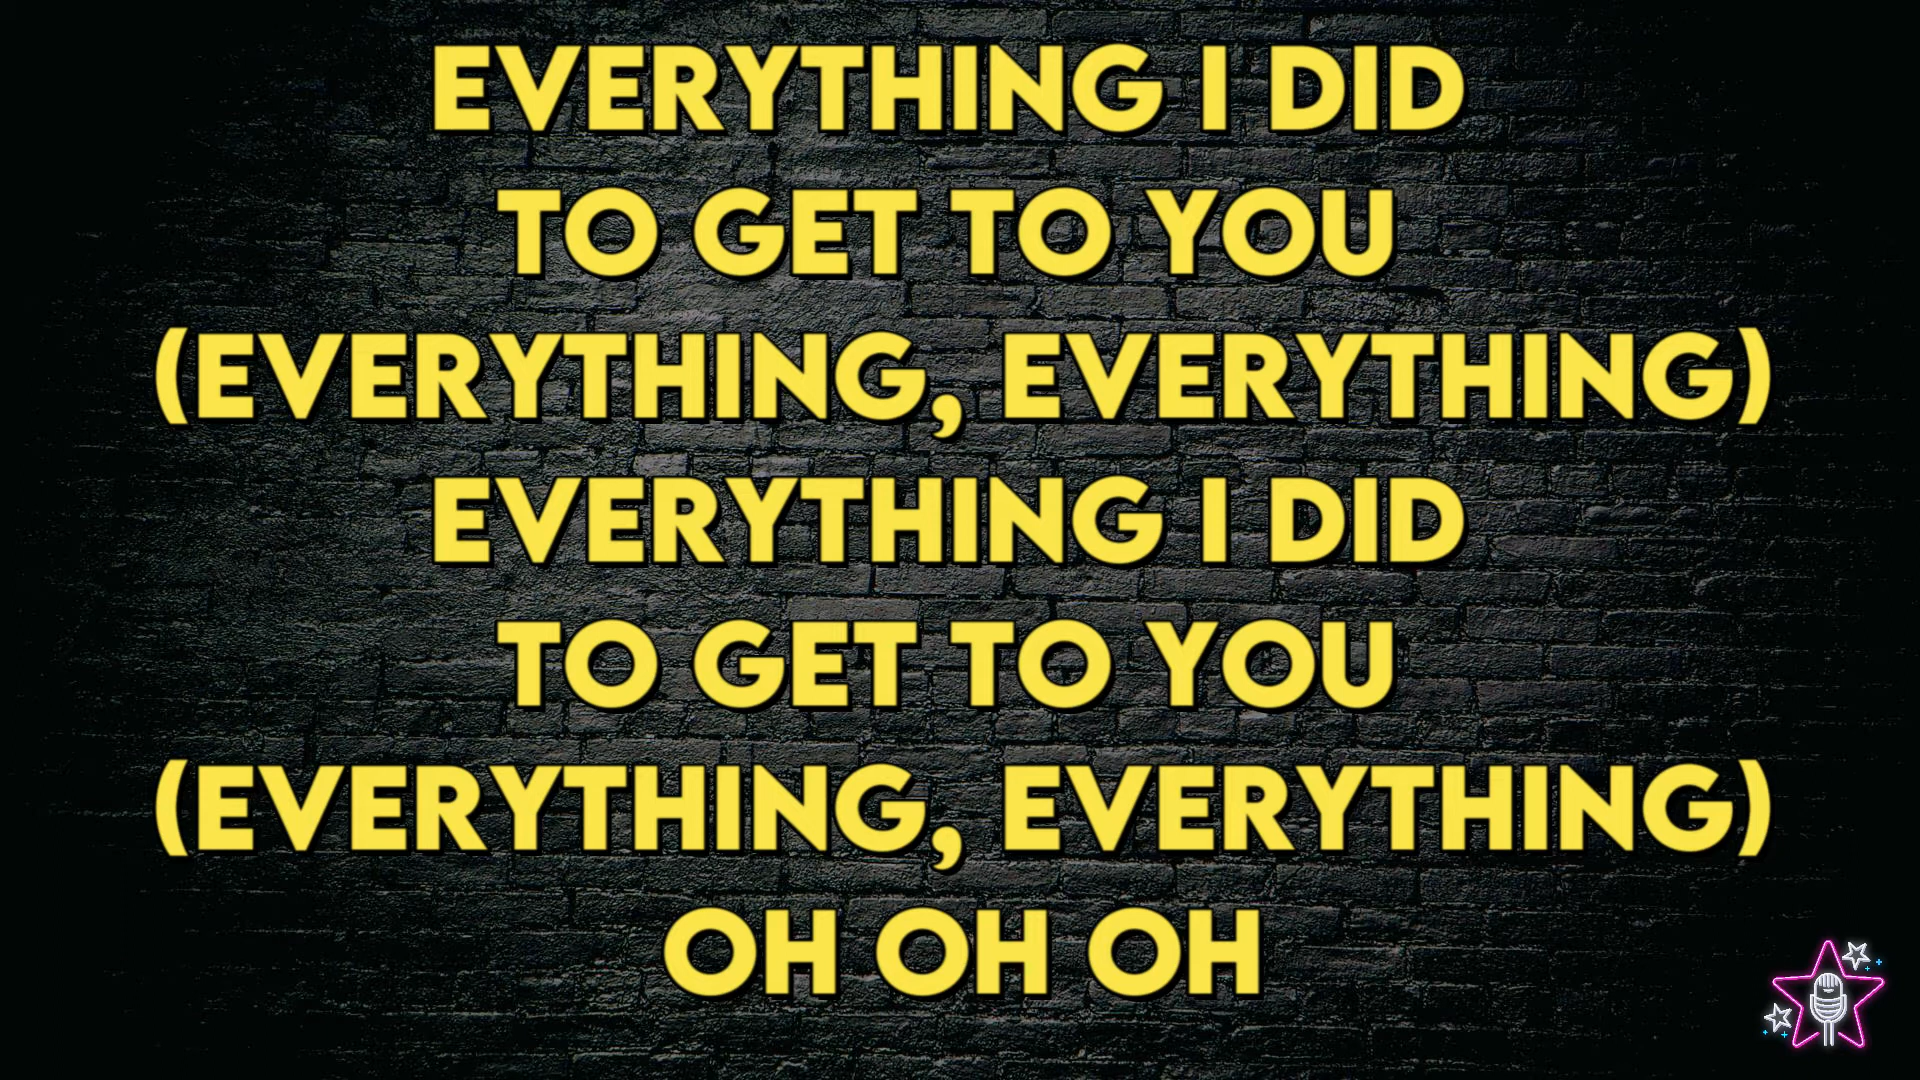 EVERYTHING I DID
TO GET TO YOU
(EVERYTHING, EVERYTHING)
EVERYTHING I DID
TO GET TO YOU
(EVERYTHING, EVERYTHING)
OH OH OH